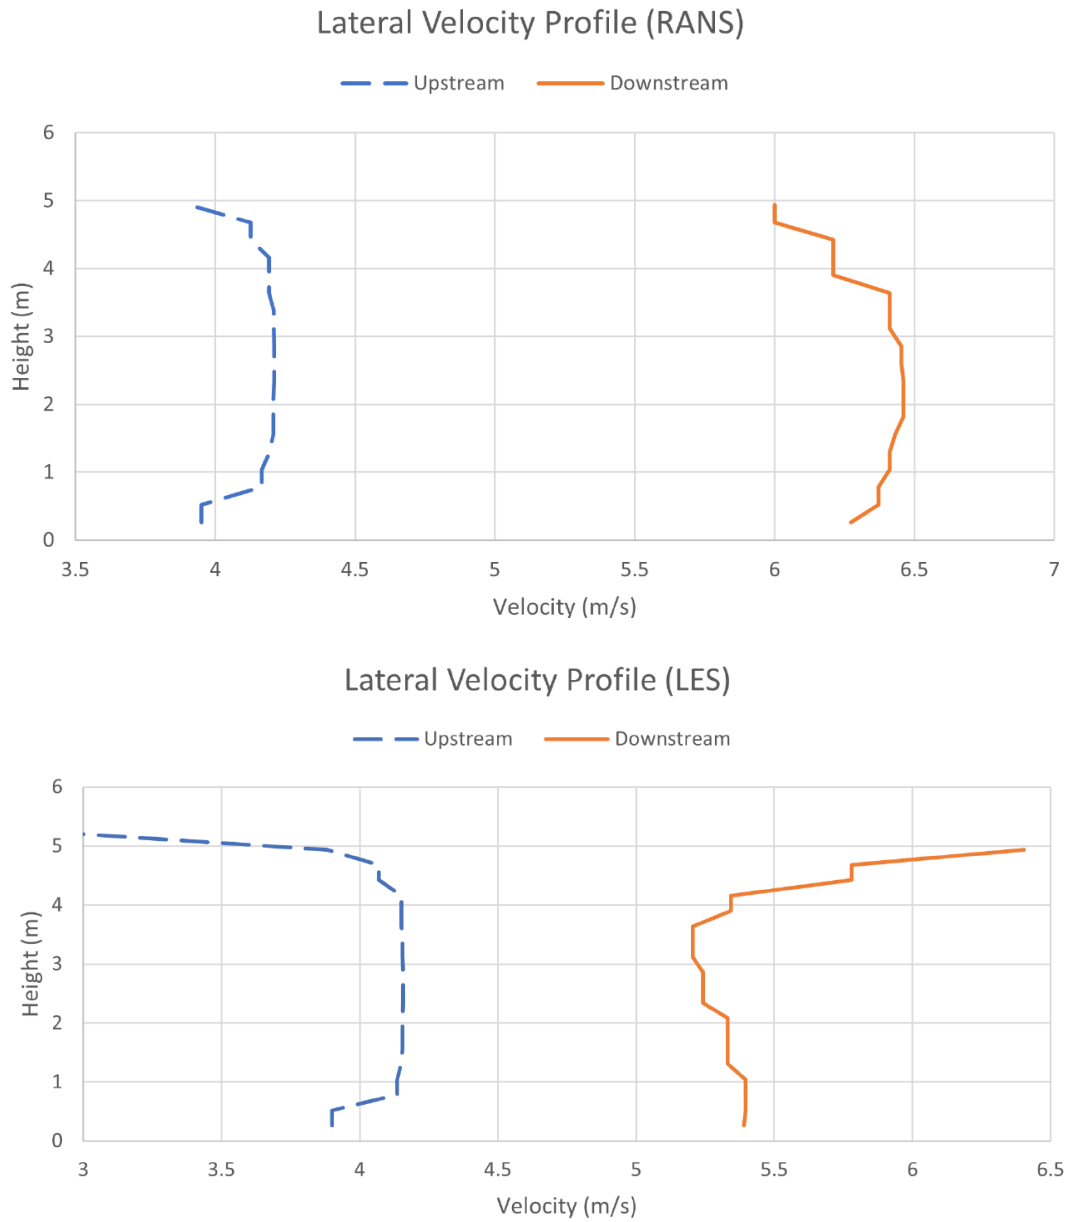 Lateral Velocity Profile (RANS)
Upstream Downstream
6
5
4
3
2
1
0
Height (m)
3.5 4 4.5 5 5.5 6 6.5 7
Velocity (m/s)
Lateral Velocity Profile (LES)
Upstream Downstream
6
5
4
3
2
1
0
Height (m)
3 3.5 4 4.5 5 5.5 6 6.5
Velocity (m/s)